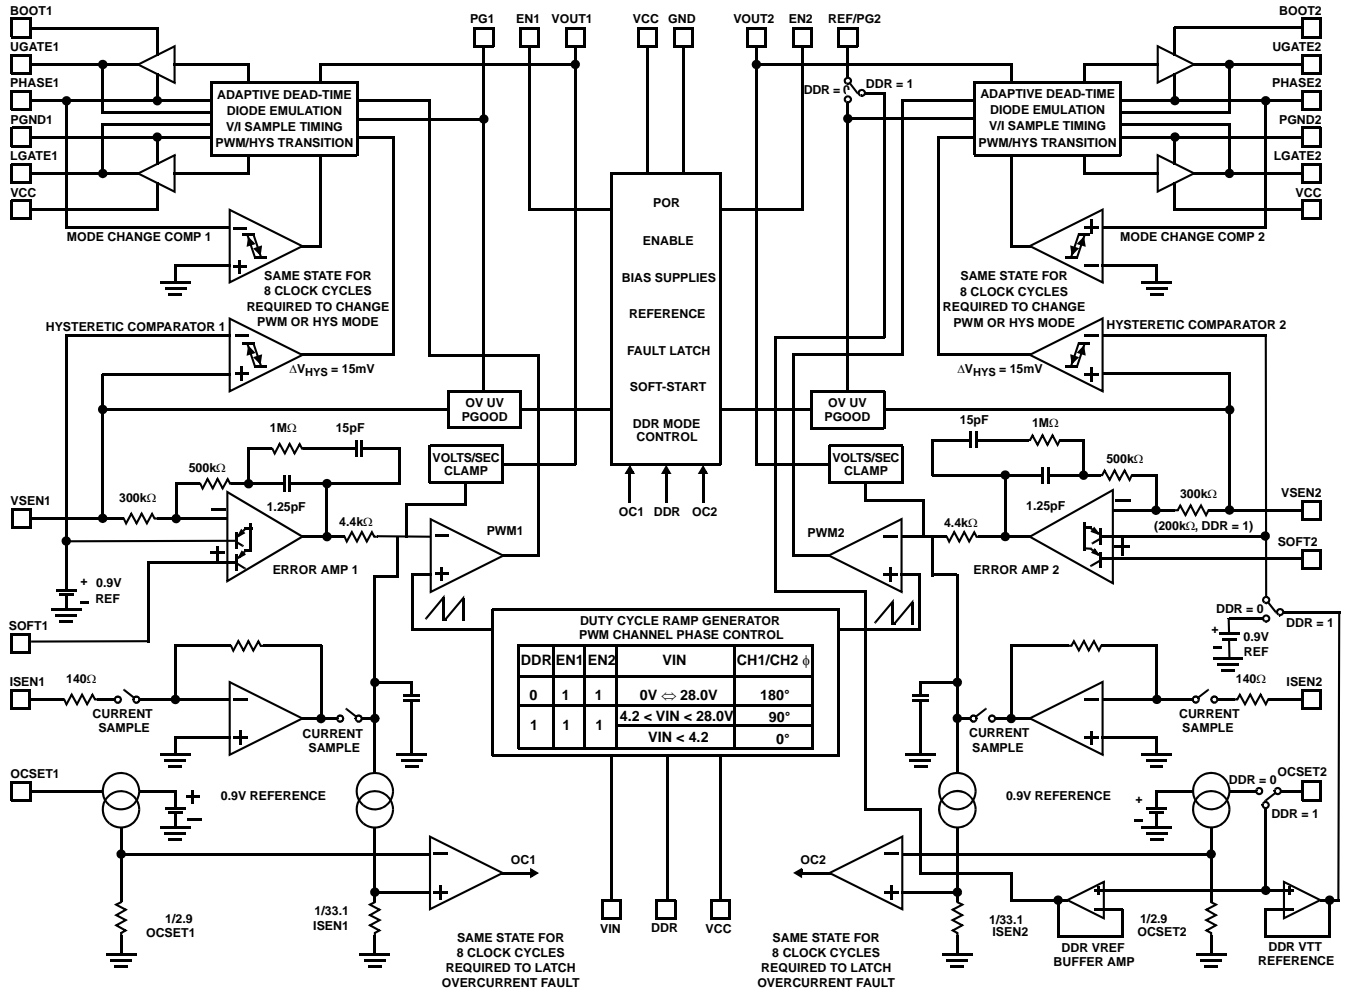 BOOT1
UGATE1
PHASE1
PGND1
LGATE1
VCC
PG1
EN1
VOUT1
VCC
GND
VOUT2
EN2
REF/PG2
BOOT2
UGATE2
PHASE2
PGND2
LGATE2
VCC
ADAPTIVE DEAD-TIME
DIODE EMULATION
V/I SAMPLE TIMING
PWM/HYS TRANSITION
DDR = 0
DDR = 1
ADAPTIVE DEAD-TIME
DIODE EMULATION
V/I SAMPLE TIMING
PWM/HYS TRANSITION
POR
ENABLE
BIAS SUPPLIES
REFERENCE
FAULT LATCH
SOFT-START
DDR MODE
CONTROL
OC1
DDR
OC2
MODE CHANGE COMP 1
−
+
SAME STATE FOR
8 CLOCK CYCLES
REQUIRED TO CHANGE
PWM OR HYS MODE
HYSTERETIC COMPARATOR 1
−
+
ΔVHYS = 15mV
OV UV
PGOOD
VOLTS/SEC
CLAMP
1MΩ
15pF
500kΩ
300kΩ
VSEN1
1.25pF
−
+
4.4kΩ
ERROR AMP 1
PWM1
−
+
+
−
0.9V
REF
SOFT1
MODE CHANGE COMP 2
+
−
SAME STATE FOR
8 CLOCK CYCLES
REQUIRED TO CHANGE
PWM OR HYS MODE
HYSTERETIC COMPARATOR 2
−
+
ΔVHYS = 15mV
OV UV
PGOOD
VOLTS/SEC
CLAMP
15pF
1MΩ
500kΩ
300kΩ
VSEN2
(200kΩ, DDR = 1)
1.25pF
−
+
4.4kΩ
ERROR AMP 2
PWM2
−
+
SOFT2
DDR = 0
DDR = 1
+
−
0.9V
REF
DUTY CYCLE RAMP GENERATOR
PWM CHANNEL PHASE CONTROL
DDR EN1 EN2 VIN CH1/CH2 ϕ
0 1 1 0V ⇔ 28.0V 180°
1 1 1 4.2 < VIN < 28.0V 90°
VIN < 4.2 0°
VIN
DDR
VCC
ISEN1
140Ω
CURRENT
SAMPLE
−
+
CURRENT
SAMPLE
OCSET1
+
−
0.9V REFERENCE
1/2.9
OCSET1
1/33.1
ISEN1
−
+
OC1
SAME STATE FOR
8 CLOCK CYCLES
REQUIRED TO LATCH
OVERCURRENT FAULT
ISEN2
140Ω
CURRENT
SAMPLE
−
+
CURRENT
SAMPLE
0.9V REFERENCE
+
−
DDR = 0
OCSET2
DDR = 1
OC2
−
+
SAME STATE FOR
8 CLOCK CYCLES
REQUIRED TO LATCH
OVERCURRENT FAULT
1/33.1
ISEN2
+
−
DDR VREF
BUFFER AMP
1/2.9
OCSET2
+
−
DDR VTT
REFERENCE